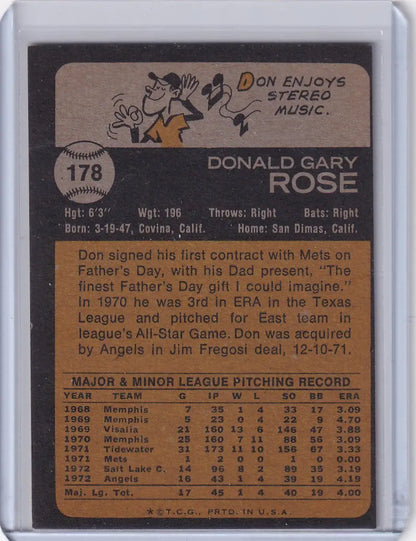 DON ENJOYS
STEREO
MUSIC.
178
DONALD GARY
ROSE
Hgt: 6'3" Wgt: 196 Throws: Right Bats: Right
Born: 3-19-47, Covina, Calif. Home: San Dimas, Calif.
Don signed his first contract with Mets on
Father's Day, with his Dad present, "The
finest Father's Day gift I could imagine."
In 1970 he was 3rd in ERA in the Texas
League and pitched for East team in
league's All-Star Game. Don was acquired
by Angels in Jim Fregosi deal, 12-10-71.
MAJOR & MINOR LEAGUE PITCHING RECORD
YEAR TEAM G IP W L SO BB ERA
1968 Memphis 7 35 1 4 33 17 3.09
1969 Memphis 5 23 0 4 22 9 4.70
1969 Visalia 21 160 13 6 146 47 3.88
1970 Memphis 25 160 7 11 88 56 3.09
1971 Tidewater 31 173 11 10 156 67 3.33
1971 Mets 1 2 0 0 1 0 0.00
1972 Salt Lake C. 14 96 8 2 89 35 3.19
1972 Angels 16 43 1 4 39 19 4.19
Maj. Lg. Tot. 17 45 1 4 40 19 4.00
*©T.C.G., PRTD. IN U.S.A.